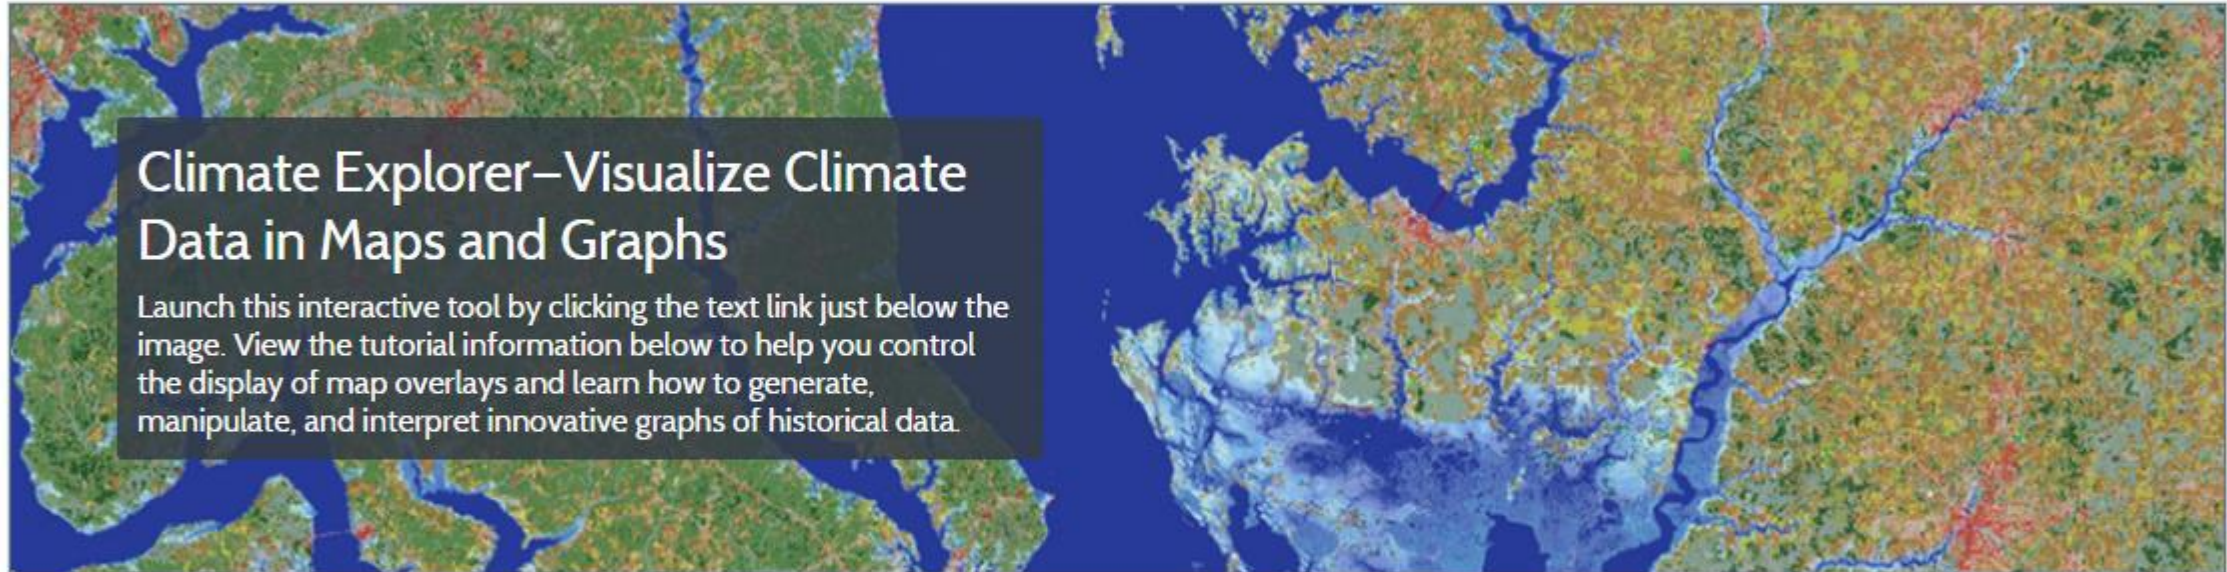 Climate Explorer–Visualize Climate
Data in Maps and Graphs
Launch this interactive tool by clicking the text link just below the
image. View the tutorial information below to help you control
the display of map overlays and learn how to generate,
manipulate, and interpret innovative graphs of historical data.